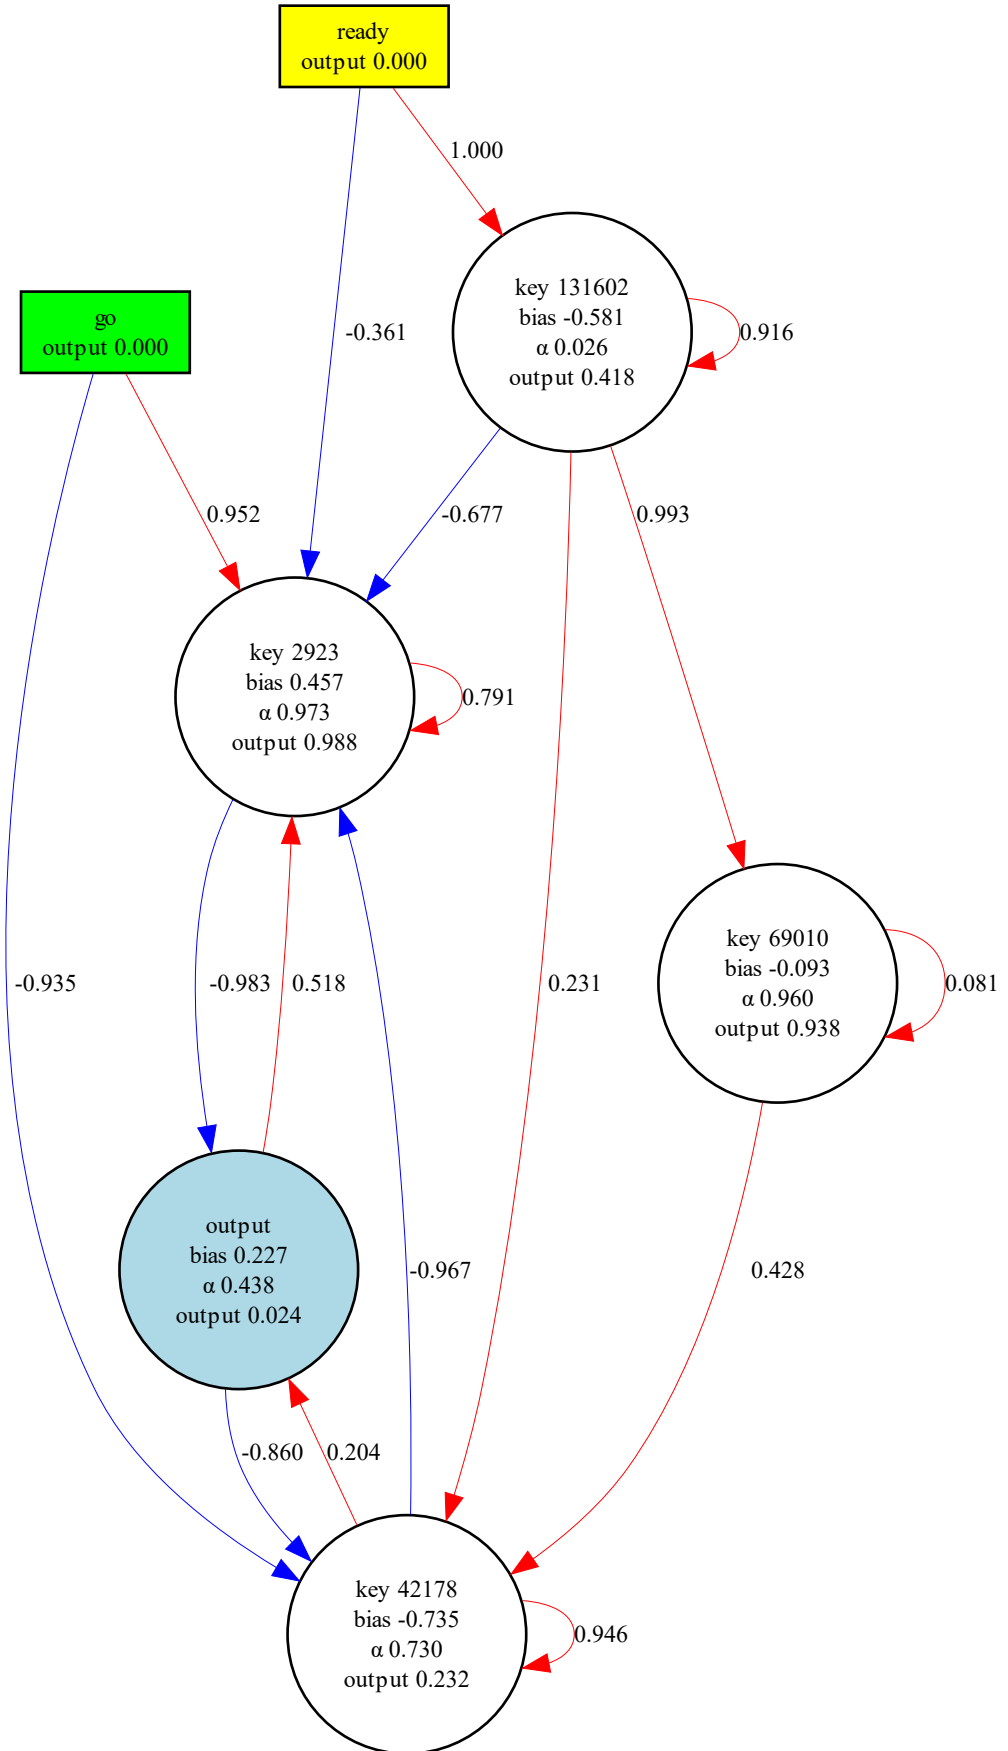 ready
output 0.000
1.000
key 131602
bias -0.581
α 0.026
output 0.418
0.916
go
output 0.000
-0.361
0.952
-0.677
0.993
key 2923
bias 0.457
α 0.973
output 0.988
0.791
key 69010
bias -0.093
α 0.960
output 0.938
0.081
-0.935
-0.983
0.518
0.231
output
bias 0.227
α 0.438
output 0.024
-0.967
0.428
-0.860
0.204
key 42178
bias -0.735
α 0.730
output 0.232
0.946